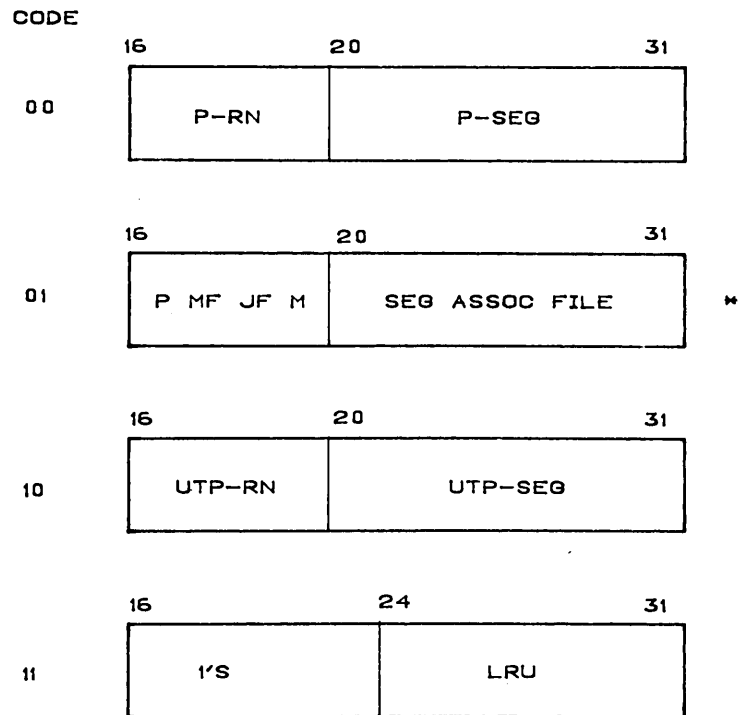 CODE
16 20 31
00 P-RN P-SEG
16 20 31
01 P MF JF M SEG ASSOC FILE *
16 20 31
10 UTP-RN UTP-SEG
16 24 31
11 1'S LRU